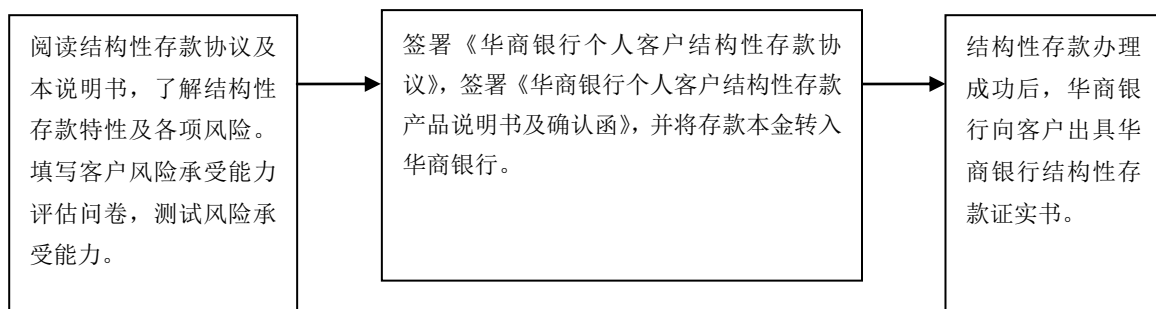 阅读结构性存款协议及
本说明书，了解结构性
存款特性及各项风险。
填写客户风险承受能力
评估问卷，测试风险承
受能力。
签署《华商银行个人客户结构性存款协
议》，签署《华商银行个人客户结构性存款
产品说明书及确认函》，并将存款本金转入
华商银行。
结构性存款办理
成功后，华商银
行向客户出具华
商银行结构性存
款证实书。